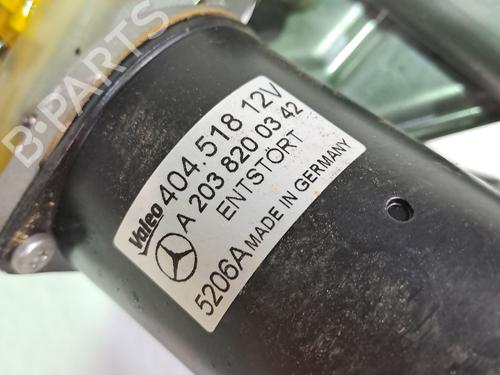 B-PARTS
Valeo 404.518 12V
A 203 820 03 42
ENTSTÖRT
5206A MADE IN GERMANY